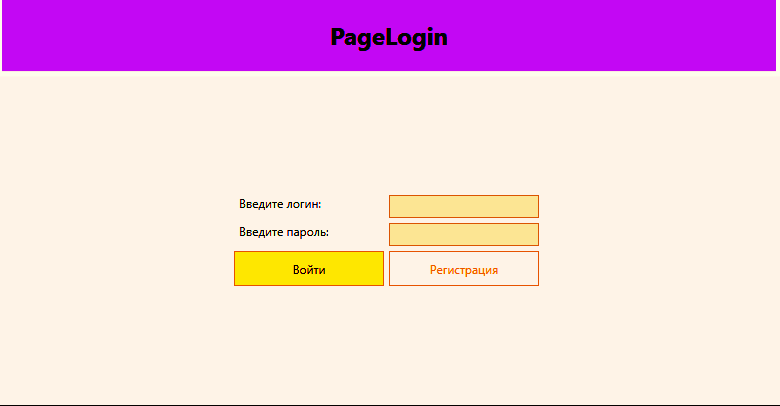 PageLogin
Введите логин:
Введите пароль:
Войти
Регистрация